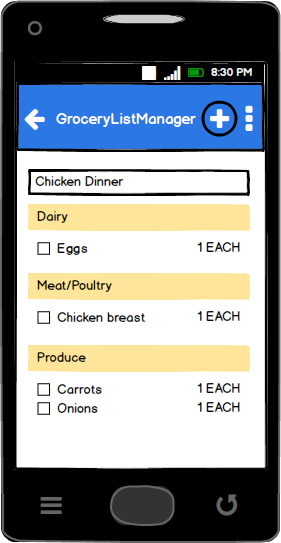 8:30 PM
GroceryListManager
Chicken Dinner
Dairy
Eggs 1 EACH
Meat/Poultry
Chicken breast 1 EACH
Produce
Carrots 1 EACH
Onions 1 EACH